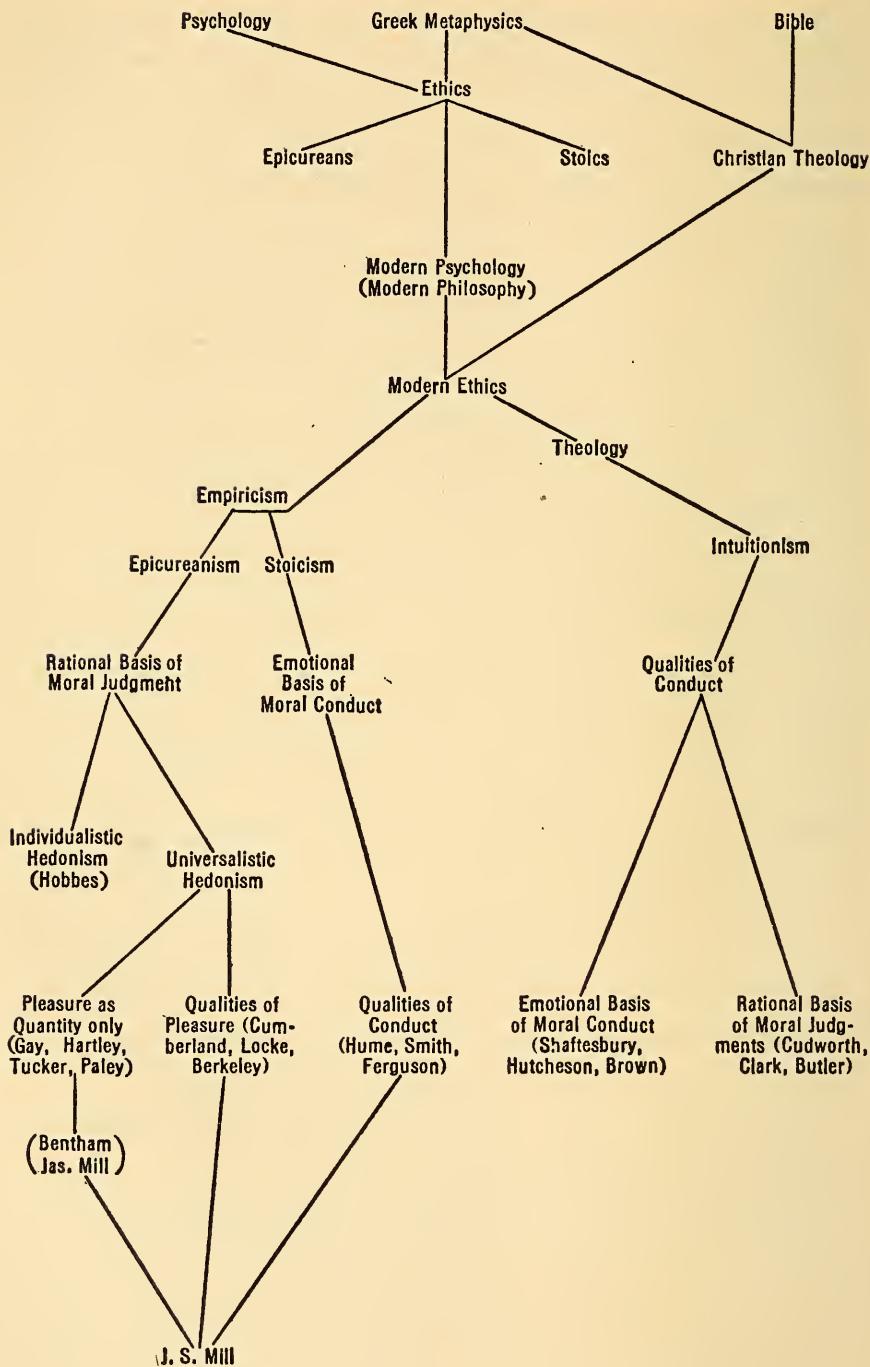 Psychology
Greek Metaphysics
Bible
Ethics
Epicureans
Stoics
Christian Theology
Modern Psychology
(Modern Philosophy)
Modern Ethics
Theology
Empiricism
Intuitionism
Epicureanism
Stoicism
Rational Basis of
Moral Judgment
Emotional
Basis of
Moral Conduct
Qualities of
Conduct
Individualistic
Hedonism
(Hobbes)
Universalistic
Hedonism
Pleasure as
Quantity only
(Gay, Hartley,
Tucker, Paley)
Qualities of
Pleasure (Cum-
berland, Locke,
Berkeley)
Qualities of
Conduct
(Hume, Smith,
Ferguson)
Emotional Basis
of Moral Conduct
(Shaftesbury,
Hutcheson, Brown)
Rational Basis
of Moral Judg-
ments (Cudworth,
Clark, Butler)
(Bentham
Jas. Mill)
J. S. Mill